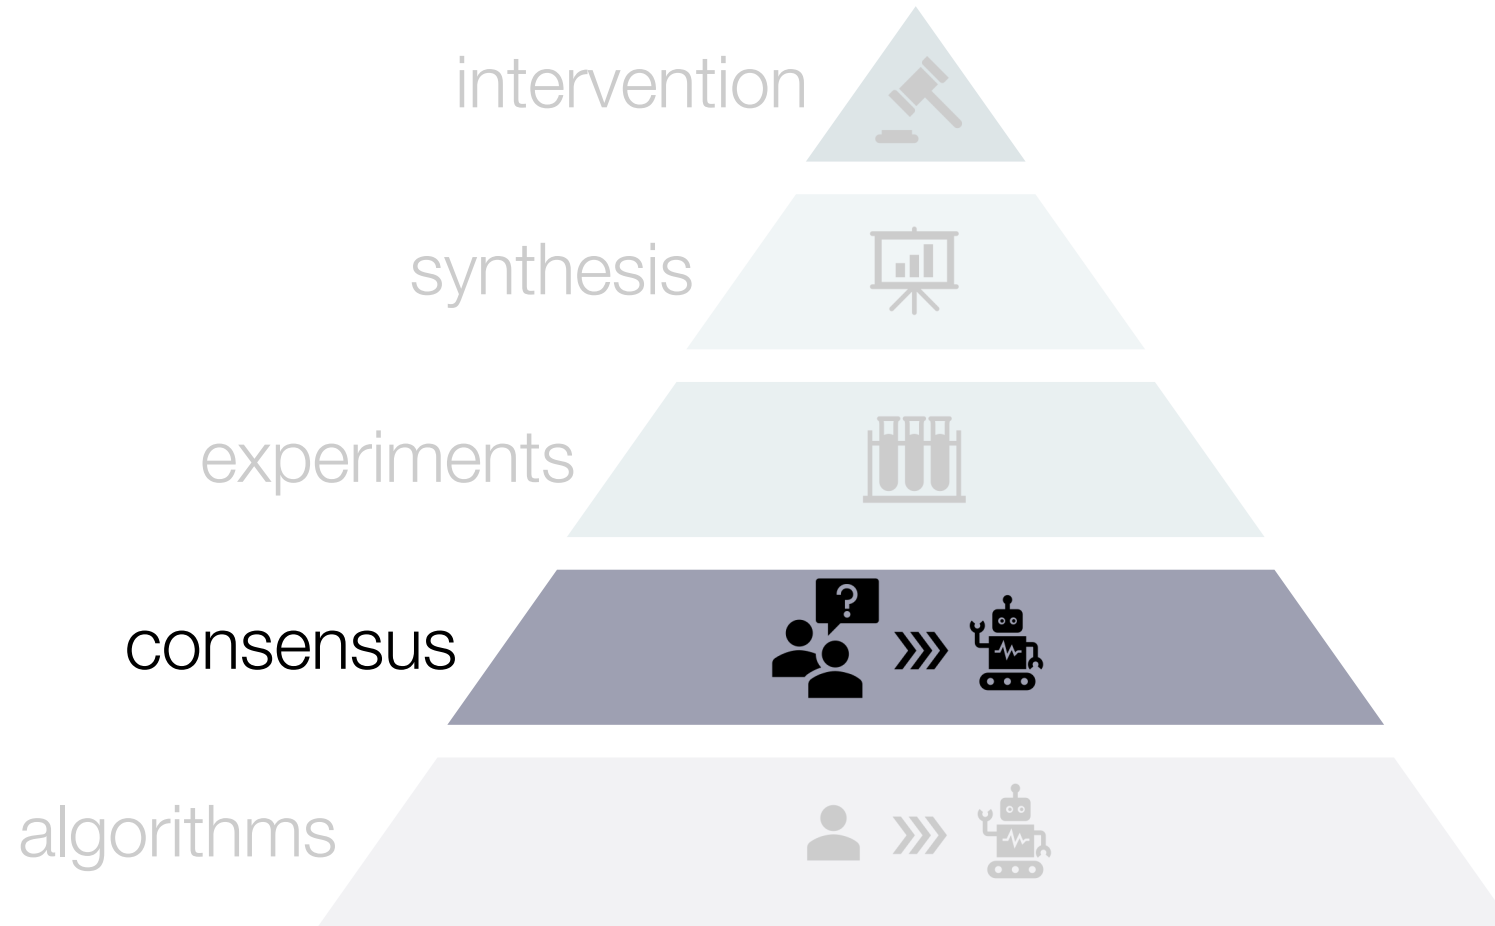 intervention
synthesis
experiments
?
consensus
algorithms